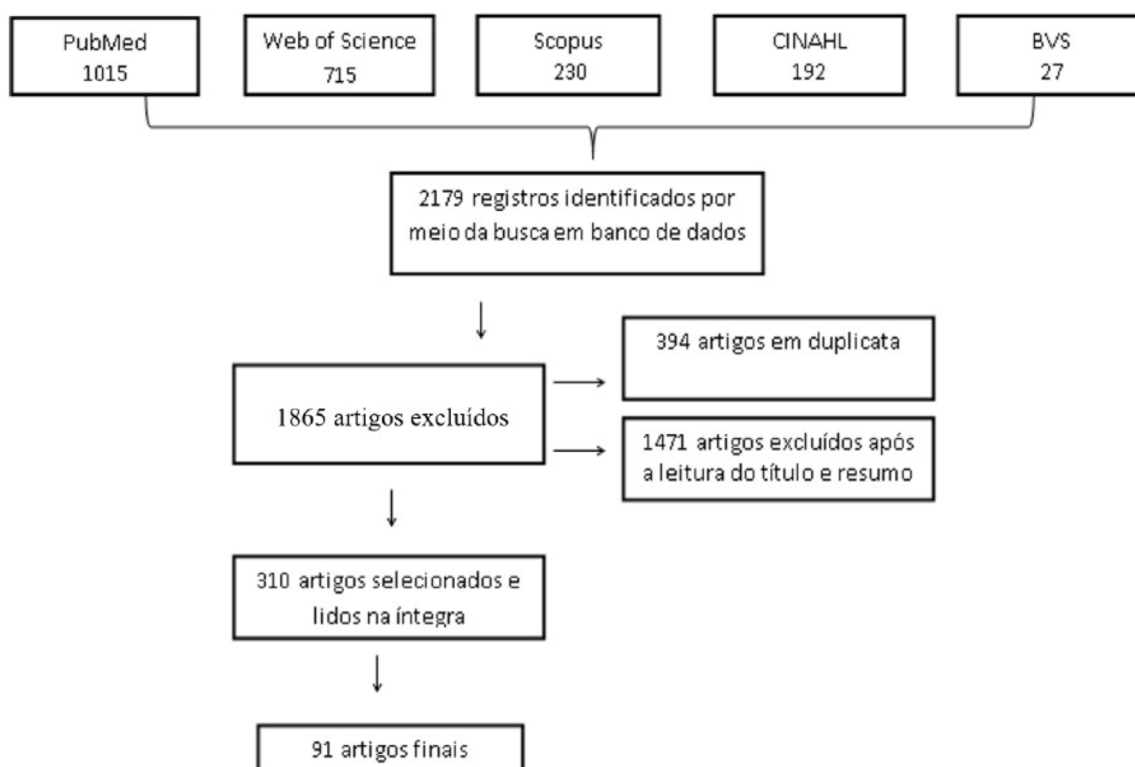 PubMed
1015
Web of Science
715
Scopus
230
CINAHL
192
BVS
27
2179 registros identificados por
meio da busca em banco de dados
394 artigos em duplicata
1865 artigos excluídos
1471 artigos excluídos após
a leitura do título e resumo
310 artigos selecionados e
lidos na íntegra
91 artigos finais